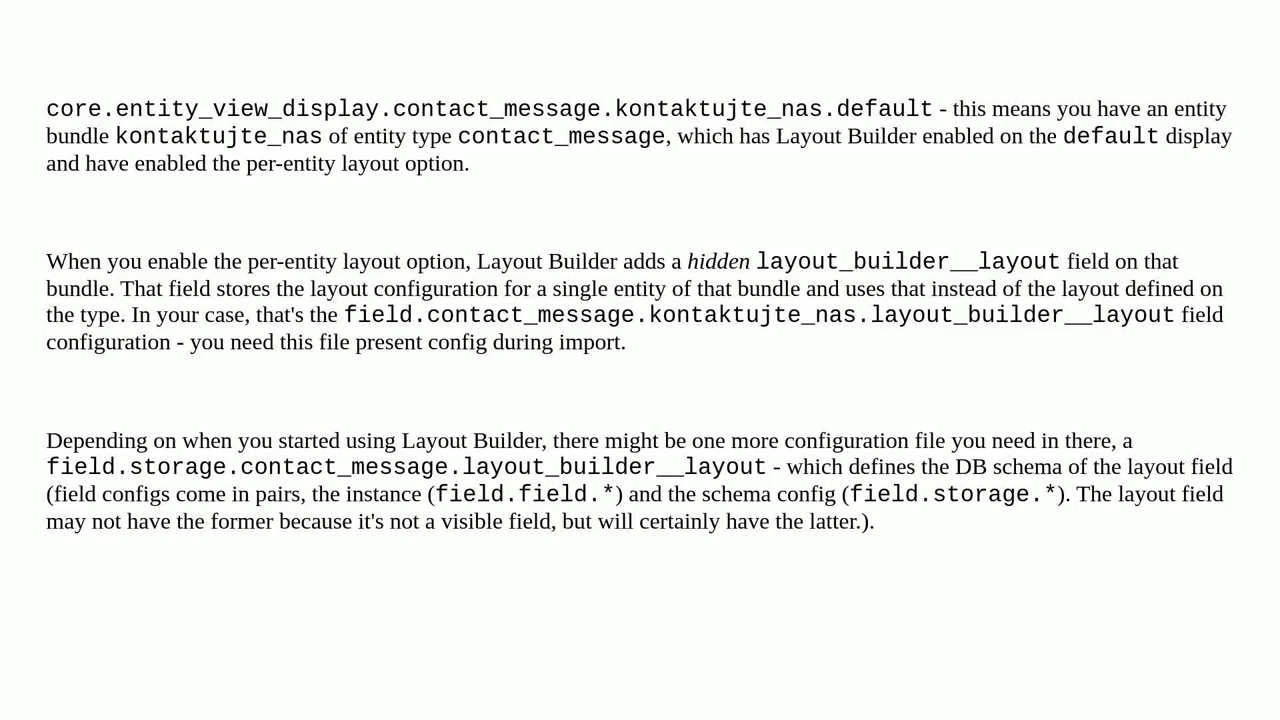 core.entity_view_display.contact_message.kontaktujte_nas.default - this means you have an entity
bundle kontaktujte_nas of entity type contact_message, which has Layout Builder enabled on the default display
and have enabled the per-entity layout option.
When you enable the per-entity layout option, Layout Builder adds a hidden layout_builder__layout field on that
bundle. That field stores the layout configuration for a single entity of that bundle and uses that instead of the layout defined on
the type. In your case, that's the field.contact_message.kontaktujte_nas.layout_builder__layout field
configuration - you need this file present config during import.
Depending on when you started using Layout Builder, there might be one more configuration file you need in there, a
field.storage.contact_message.layout_builder__layout - which defines the DB schema of the layout field
(field configs come in pairs, the instance (field.field.*) and the schema config (field.storage.*). The layout field
may not have the former because it's not a visible field, but will certainly have the latter.).